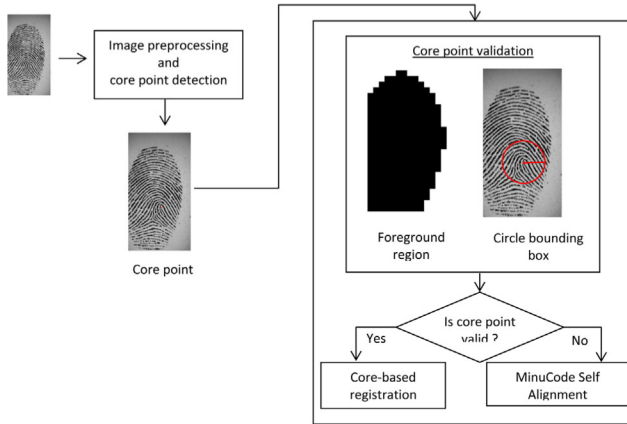 Image preprocessing
and
core point detection
Core point
Core point validation
Foreground
region
Circle bounding
box
Is core point
valid ?
Yes
No
Core-based
registration
MinuCode Self
Alignment